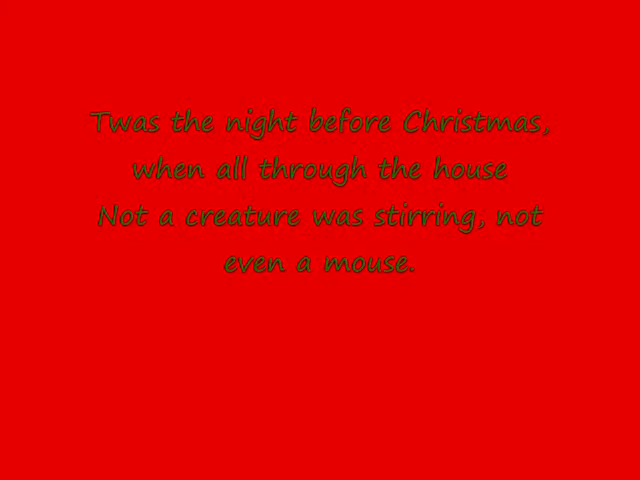 Twas the night before Christmas,
when all through the house
Not a creature was stirring, not
even a mouse.